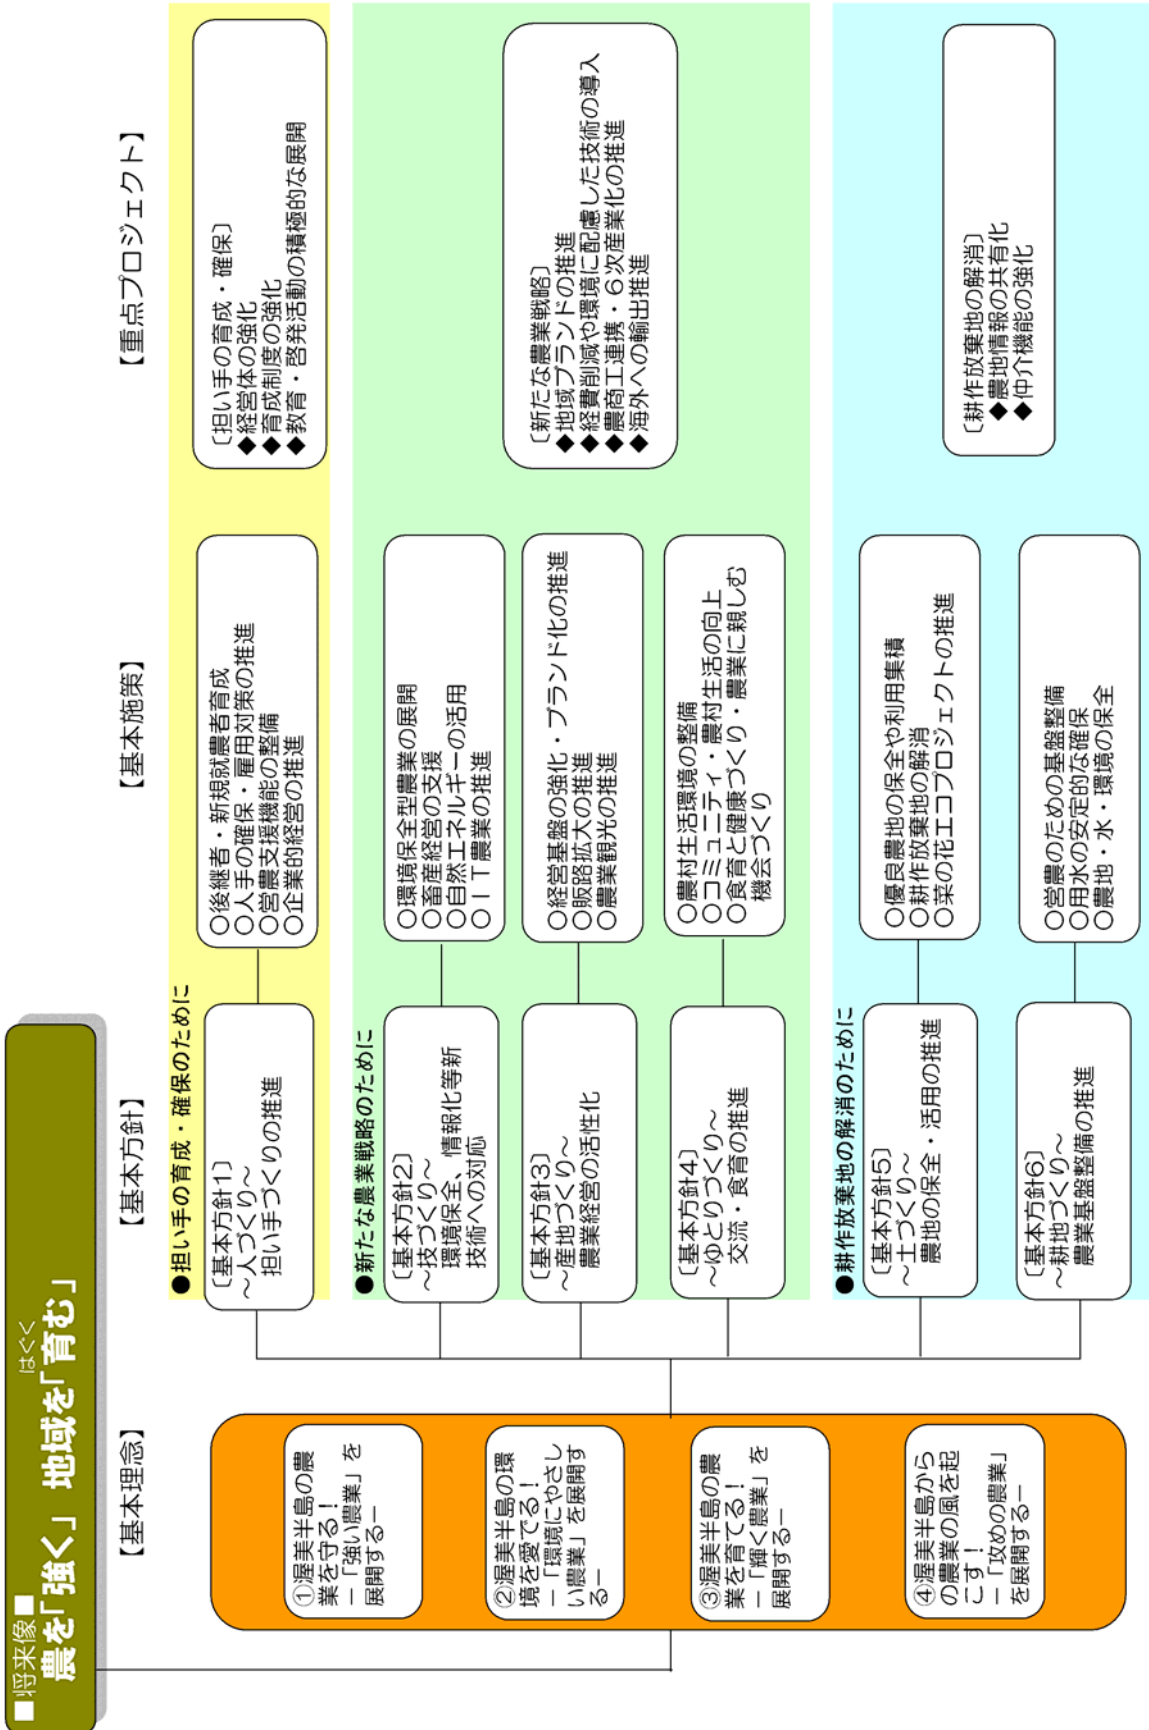 ■将来像■
はぐく
農を「強く」 地域を「育む」
【基本理念】
【基本方針】
【基本施策】
【重点プロジェクト】
①渥美半島の農
業を守る！
－「強い農業」を
展開する－
②渥美半島の環
境を愛でる！
－「環境にやさし
い農業」を展開す
る－
③渥美半島の農
業を育てる！
－「輝く農業」を
展開する－
④渥美半島から
の農業の風を起
こす！
－「攻めの農業」
を展開する－
●担い手の育成・確保のために
〔基本方針1〕
～人づくり～
担い手づくりの推進
○後継者・新規就農者育成
○人手の確保・雇用対策の推進
○営農支援機能の整備
○企業的経営の推進
〔担い手の育成・確保〕
◆経営体の強化
◆育成制度の強化
◆教育・啓発活動の積極的な展開
●新たな農業戦略のために
〔基本方針2〕
～技づくり～
環境保全、情報化等新
技術への対応
○環境保全型農業の展開
○畜産経営の支援
○自然エネルギーの活用
○ＩＴ農業の推進
〔基本方針3〕
～産地づくり～
農業経営の活性化
○経営基盤の強化・ブランド化の推進
○販路拡大の推進
○農業観光の推進
〔基本方針4〕
～ゆとりづくり～
交流・食育の推進
○農村生活環境の整備
○コミュニティ・農村生活の向上
○食育と健康づくり・農業に親しむ
機会づくり
〔新たな農業戦略〕
◆地域ブランドの推進
◆経費削減や環境に配慮した技術の導入
◆農商工連携・６次産業化の推進
◆海外への輸出推進
●耕作放棄地の解消のために
〔基本方針5〕
～土づくり～
農地の保全・活用の推進
○優良農地の保全や利用集積
○耕作放棄地の解消
○菜の花エコプロジェクトの推進
〔基本方針6〕
～耕地づくり～
農業基盤整備の推進
○営農のための基盤整備
○用水の安定的な確保
○農地・水・環境の保全
〔耕作放棄地の解消〕
◆農地情報の共有化
◆仲介機能の強化